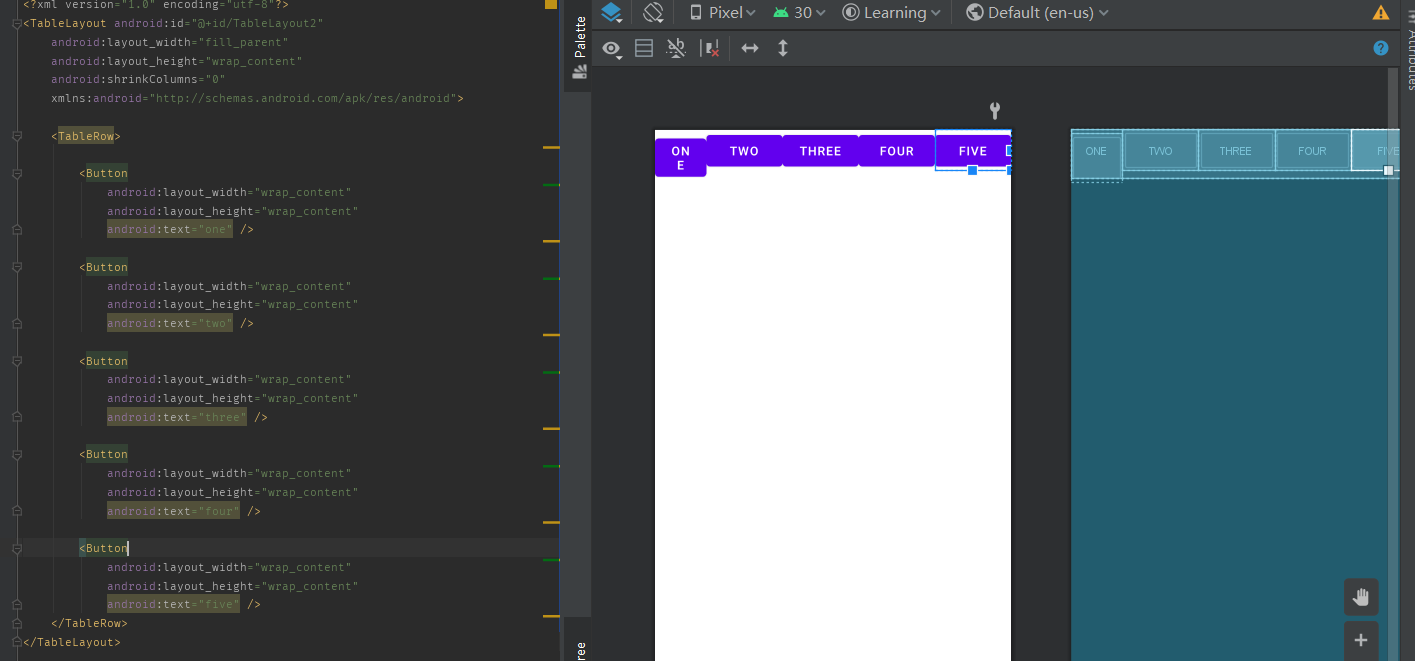 <?xml version="1.0" encoding="utf-8"?>
<TableLayout android:id="@+id/TableLayout2"
android:layout_width="fill_parent"
android:layout_height="wrap_content"
android:shrinkColumns="0"
xmlns:android="http://schemas.android.com/apk/res/android">
<TableRow>
<Button
android:layout_width="wrap_content"
android:layout_height="wrap_content"
android:text="one" />
<Button
android:layout_width="wrap_content"
android:layout_height="wrap_content"
android:text="two" />
<Button
android:layout_width="wrap_content"
android:layout_height="wrap_content"
android:text="three" />
<Button
android:layout_width="wrap_content"
android:layout_height="wrap_content"
android:text="four" />
<Button
android:layout_width="wrap_content"
android:layout_height="wrap_content"
android:text="five" />
</TableRow>
</TableLayout>
Palette
Pixel 30 Learning Default (en-us)
?
Attributes
ON
E
TWO THREE FOUR FIVE
ONE TWO THREE FOUR FIVE
ree